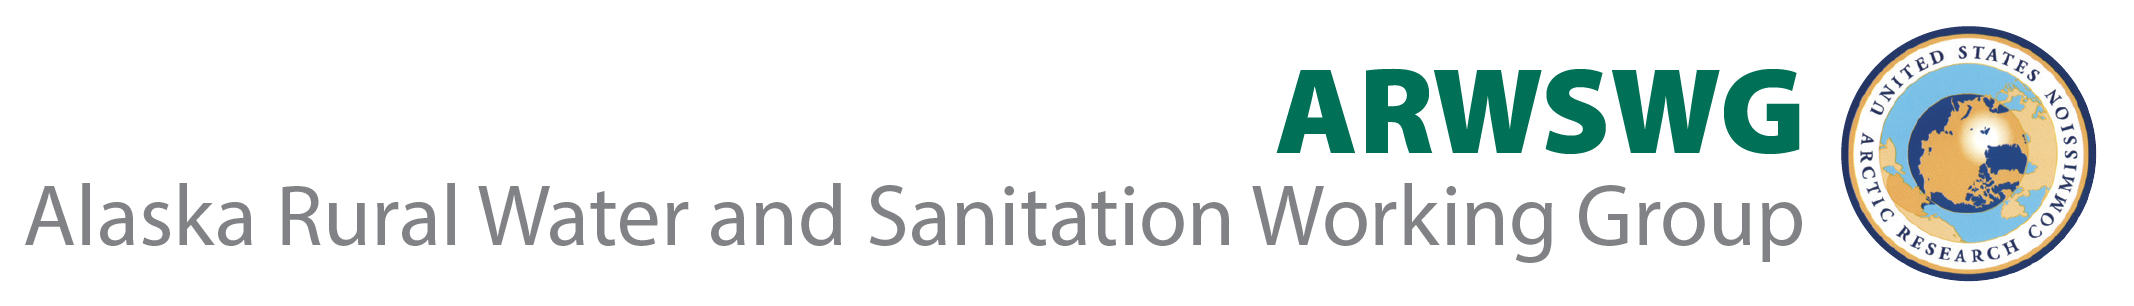 ARWSWG
Alaska Rural Water and Sanitation Working Group
UNITED STATES
ARCTIC RESEARCH COMMISSION